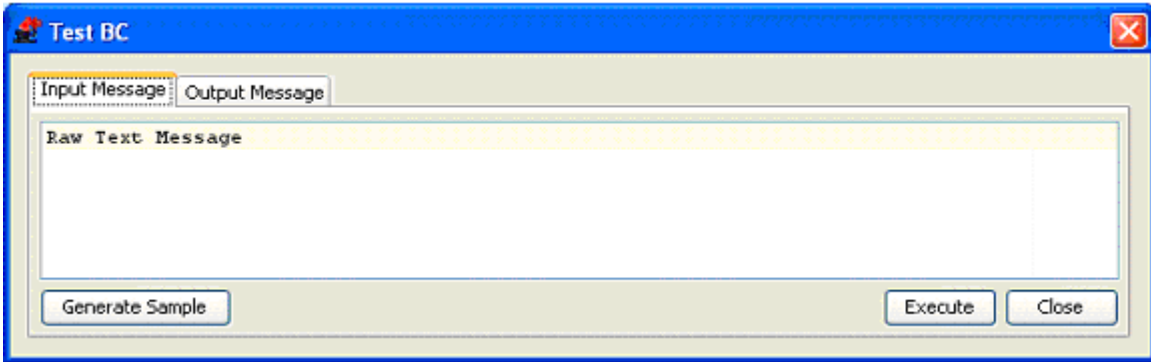 Test BC
Input Message Output Message
Raw Text Message
Generate Sample Execute Close